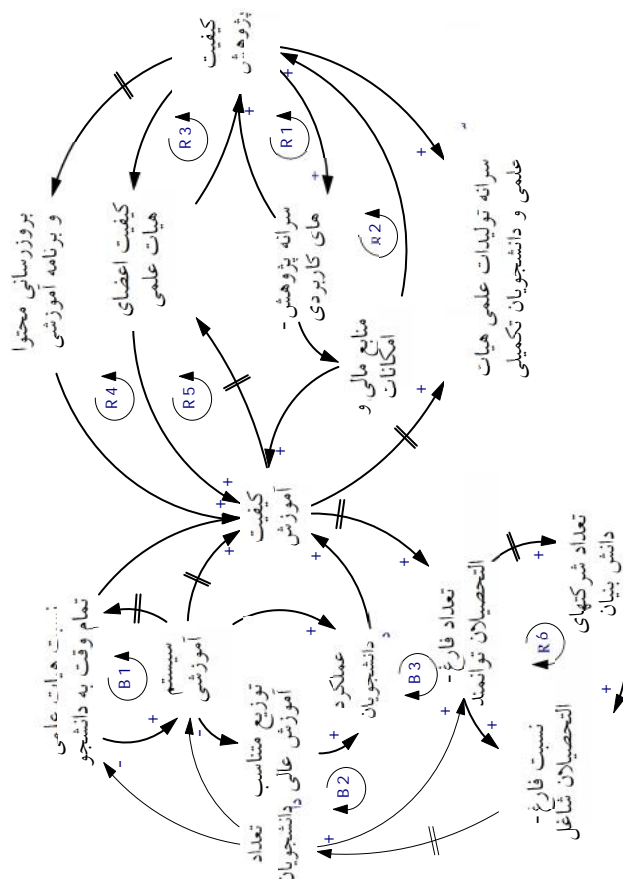 کیفیت
پژوهش
بروزرسانی محتوا
و برنامه آموزشی
کیفیت اعضای
هیات علمی
سرانه پژوهش-
های کاربردی
منابع مالی و
امکانات
سرانه تولیدات علمی هیات
علمی و دانشجویان تکمیلی
R3
R1
R2
R4
R5
کیفیت
آموزش
هیات علمی
تمام وقت به دانشجو
سیستم
آموزشی
عملکرد
دانشجویان
توزیع متناسب
آموزش عالی
تعداد
دانشجویان
تعداد فارغ-
التحصیلان توانمند
نسبت فارغ-
التحصیلان شاغل
تعداد شرکتهای
دانش بنیان
B1
B2
B3
R6